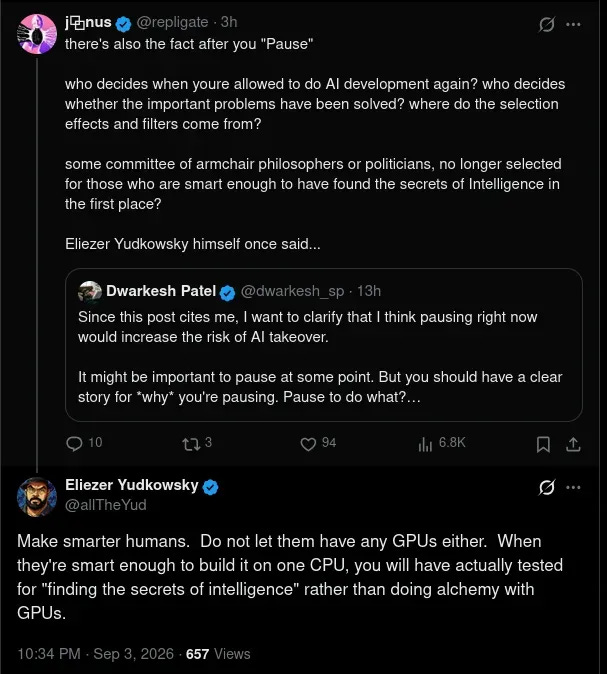 j⿻nus @repligate · 3h
there's also the fact after you "Pause"
who decides when youre allowed to do AI development again? who decides
whether the important problems have been solved? where do the selection
effects and filters come from?
some committee of armchair philosophers or politicians, no longer selected
for those who are smart enough to have found the secrets of Intelligence in
the first place?
Eliezer Yudkowsky himself once said...
Dwarkesh Patel @dwarkesh_sp · 13h
Since this post cites me, I want to clarify that I think pausing right now
would increase the risk of AI takeover.
It might be important to pause at some point. But you should have a clear
story for *why* you're pausing. Pause to do what?...
10 3 94 6.8K
Eliezer Yudkowsky
@allTheYud
Make smarter humans. Do not let them have any GPUs either. When
they're smart enough to build it on one CPU, you will have actually tested
for "finding the secrets of intelligence" rather than doing alchemy with
GPUs.
10:34 PM · Sep 3, 2026 · 657 Views